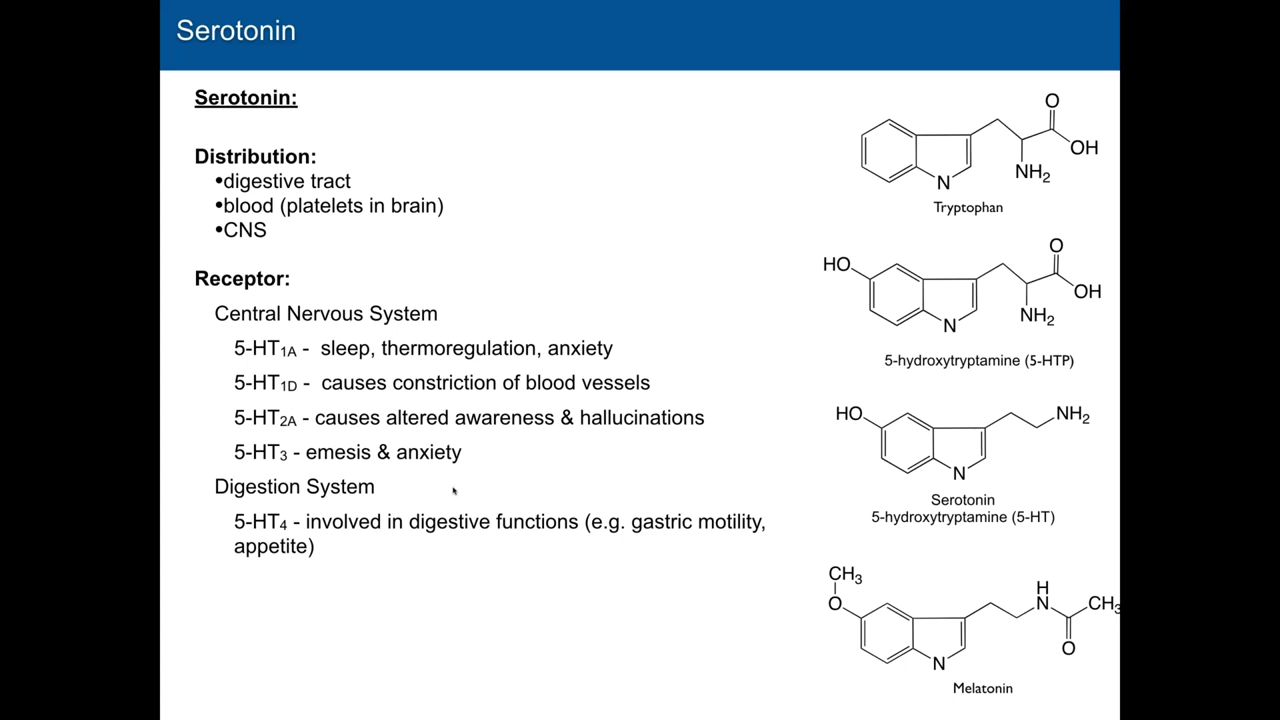 Serotonin
Serotonin:
Distribution:
•digestive tract
•blood (platelets in brain)
•CNS
Receptor:
Central Nervous System
5-HT1A - sleep, thermoregulation, anxiety
5-HT1D - causes constriction of blood vessels
5-HT2A - causes altered awareness & hallucinations
5-HT3 - emesis & anxiety
Digestion System
5-HT4 - involved in digestive functions (e.g. gastric motility,
appetite)
O
OH
NH2
N
Tryptophan
HO
O
OH
NH2
N
5-hydroxytryptamine (5-HTP)
HO
NH2
N
Serotonin
5-hydroxytryptamine (5-HT)
CH3
O
H
N
CH3
O
N
Melatonin